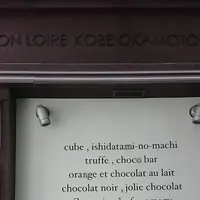 ON LOIRE KOBE OKAMOTO
cube , ishidatami-no-machi
truffe , choco bar
orange et chocolat au lait
chocolat noir , jolie chocolat